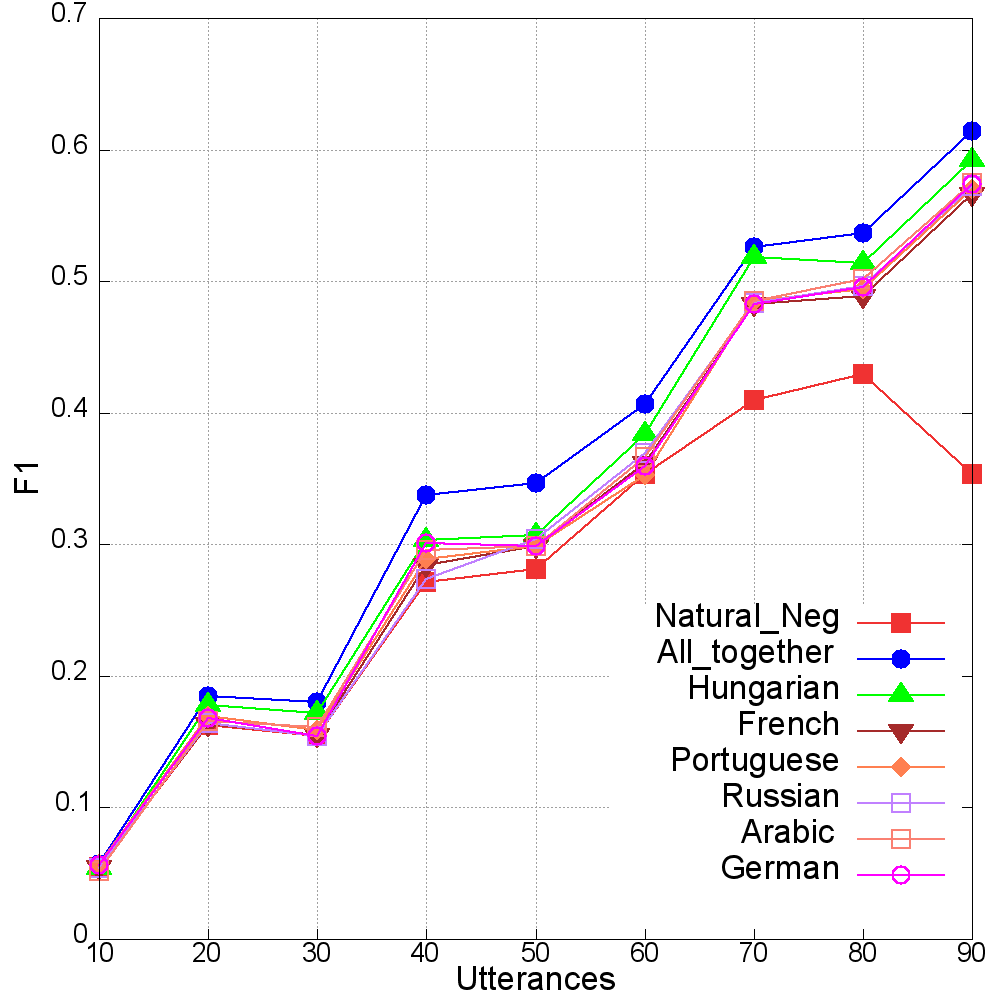 0.7
0.6
0.5
0.4
0.3
0.2
0.1
0
F1
Natural_Neg
All_together
Hungarian
French
Portuguese
Russian
Arabic
German
10 20 30 40 50 60 70 80 90
Utterances